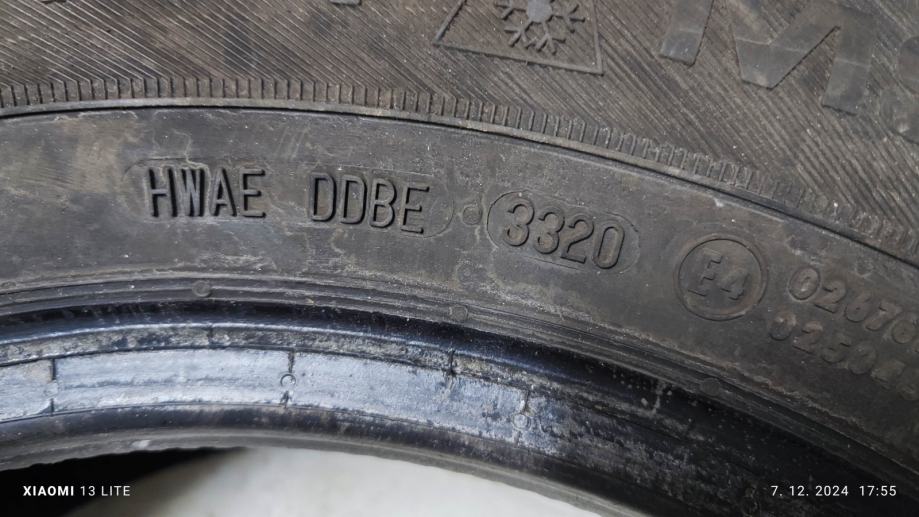 HWAE DDBE 3320 E4
XIAOMI 13 LITE
7. 12. 2024 17:55